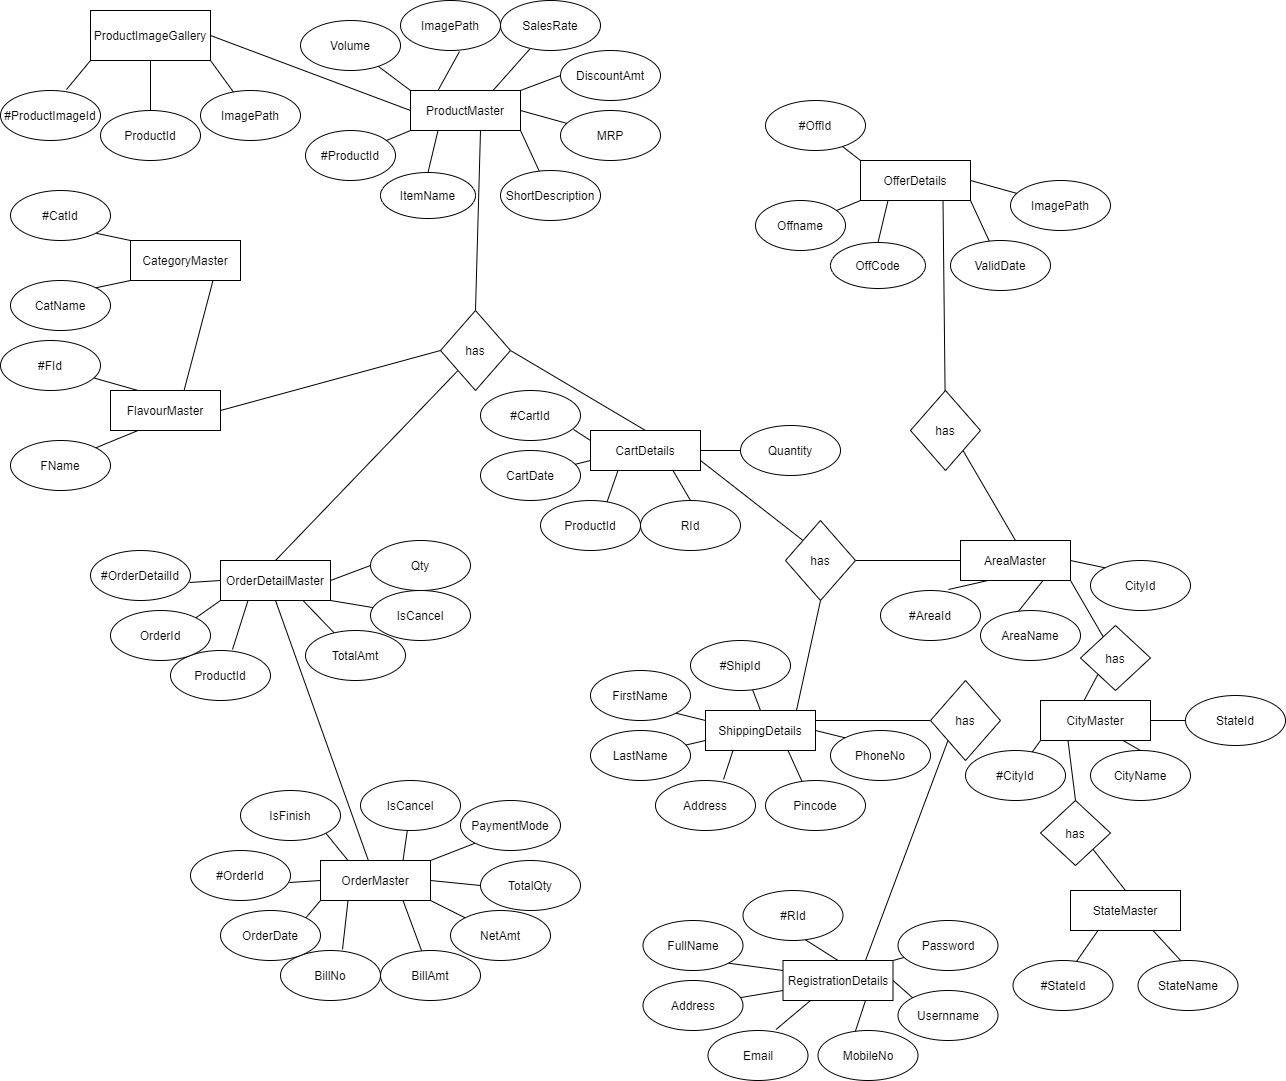 ProductImageGallery
#ProductImageId
ProductId
ImagePath
Volume
ImagePath
SalesRate
DiscountAmt
ProductMaster
MRP
#ProductId
ItemName
ShortDescription
#OffId
OfferDetails
ImagePath
Offname
OffCode
ValidDate
#CatId
CategoryMaster
CatName
#FId
FlavourMaster
FName
has
#CartId
CartDetails
Quantity
CartDate
ProductId
RId
has
has
AreaMaster
CityId
#AreaId
AreaName
has
#OrderDetailId
OrderDetailMaster
Qty
IsCancel
OrderId
TotalAmt
ProductId
#ShipId
FirstName
ShippingDetails
LastName
PhoneNo
Address
Pincode
has
CityMaster
StateId
#CityId
CityName
has
StateMaster
#StateId
StateName
IsFinish
IsCancel
PaymentMode
#OrderId
OrderMaster
TotalQty
OrderDate
NetAmt
BillNo
BillAmt
#RId
FullName
Password
RegistrationDetails
Address
Usernname
Email
MobileNo